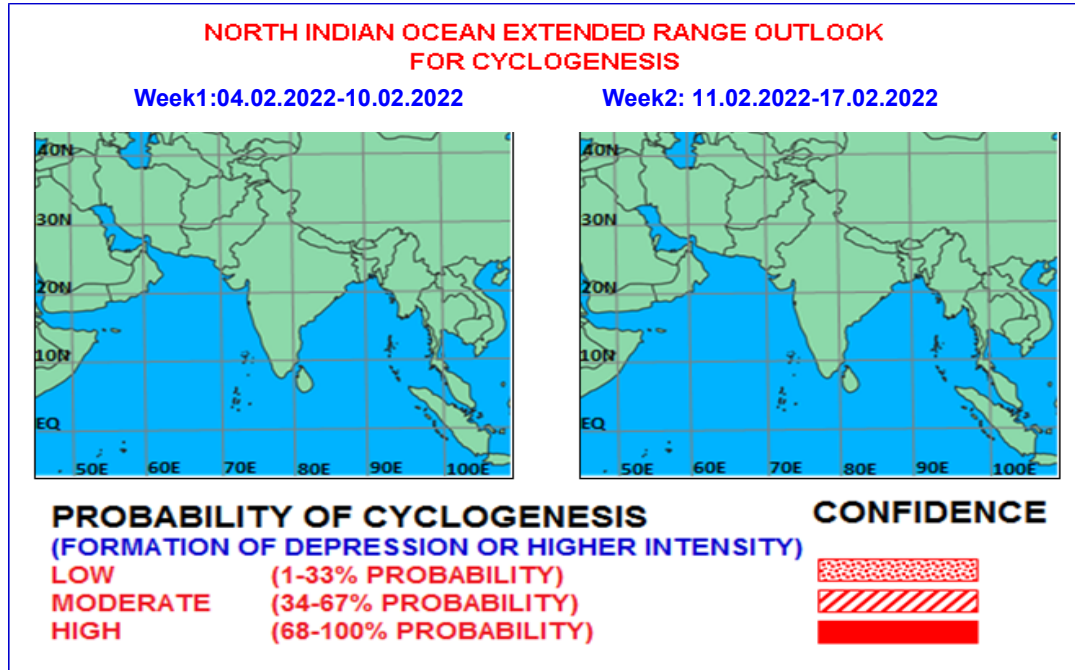 NORTH INDIAN OCEAN EXTENDED RANGE OUTLOOK
FOR CYCLOGENESIS
Week1:04.02.2022-10.02.2022
Week2: 11.02.2022-17.02.2022
40N
30N
20N
10N
EQ
50E 60E 70E 80E 90E 100E
40N
30N
20N
10N
EQ
50E 60E 70E 80E 90E 100E
PROBABILITY OF CYCLOGENESIS
CONFIDENCE
(FORMATION OF DEPRESSION OR HIGHER INTENSITY)
LOW (1-33% PROBABILITY)
MODERATE (34-67% PROBABILITY)
HIGH (68-100% PROBABILITY)